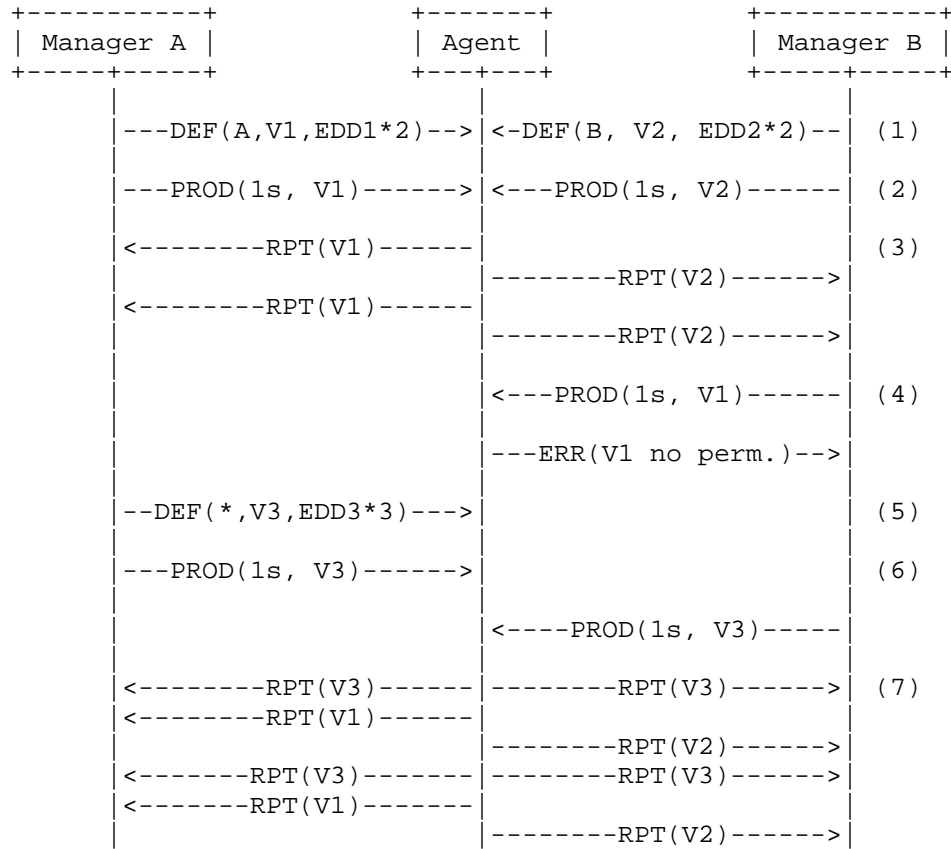 +-----------+ +-------+ +-----------+
| Manager A | | Agent | | Manager B |
+-----+-----+ +---+---+ +-----+-----+
|---DEF(A,V1,EDD1*2)-->|<-DEF(B, V2, EDD2*2)--| (1)
|---PROD(1s, V1)------>|<---PROD(1s, V2)------| (2)
|<--------RPT(V1)------| | (3)
| |--------RPT(V2)------>|
|<--------RPT(V1)------| |
| |--------RPT(V2)------>|
| |<---PROD(1s, V1)------| (4)
| |---ERR(V1 no perm.)-->|
|--DEF(*,V3,EDD3*3)--->| | (5)
|---PROD(1s, V3)------>| | (6)
| |<----PROD(1s, V3)-----|
|<--------RPT(V3)------|--------RPT(V3)------>| (7)
|<--------RPT(V1)------| |
| |--------RPT(V2)------>|
|<-------RPT(V3)-------|--------RPT(V3)------>|
|<-------RPT(V1)-------| |
| |--------RPT(V2)------>|